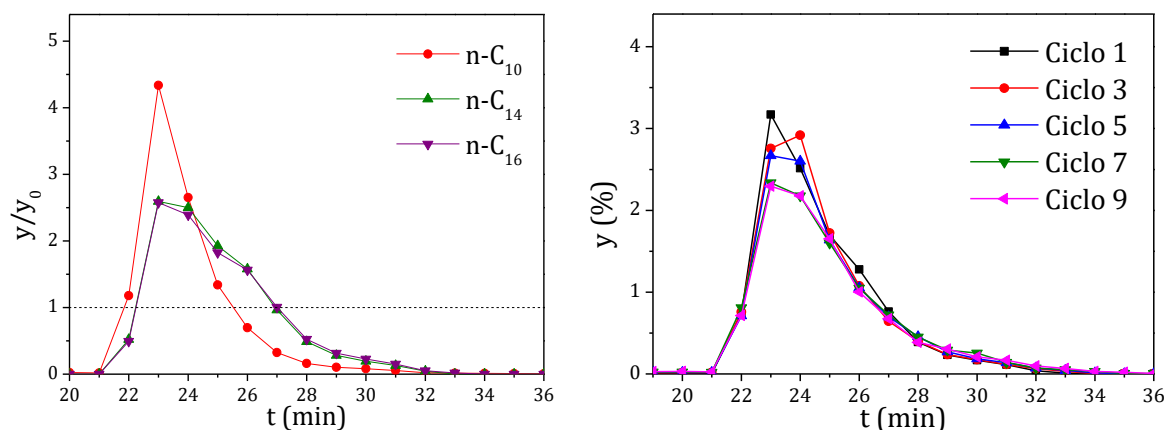 5
4
3
2
1
0
y/y₀
n-C₁₀
n-C₁₄
n-C₁₆
20 22 24 26 28 30 32 34 36
t (min)
4
3
2
1
0
y (%)
Ciclo 1
Ciclo 3
Ciclo 5
Ciclo 7
Ciclo 9
20 22 24 26 28 30 32 34 36
t (min)